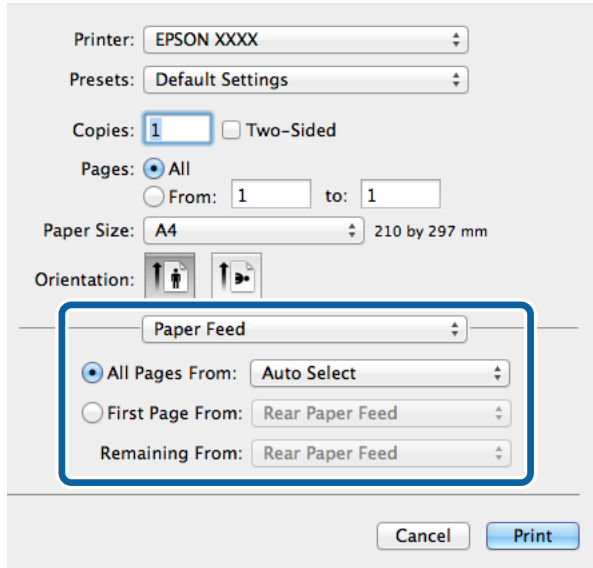 Printer: EPSON XXXX
Presets: Default Settings
Copies: 1 Two-Sided
Pages: All
From: 1 to: 1
Paper Size: A4 210 by 297 mm
Orientation:
Paper Feed
All Pages From: Auto Select
First Page From: Rear Paper Feed
Remaining From: Rear Paper Feed
Cancel Print